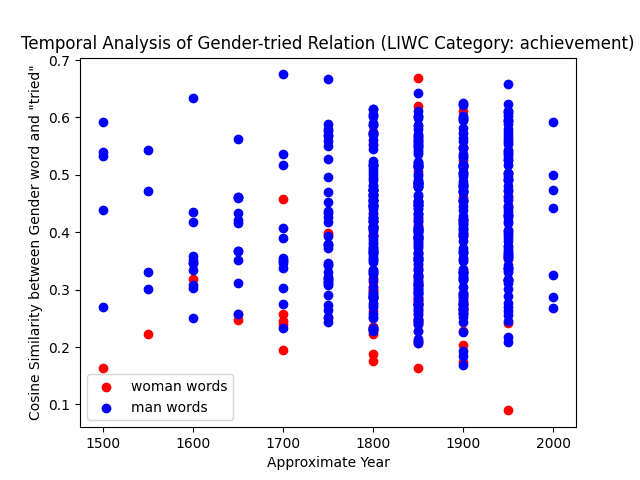 Temporal Analysis of Gender-tried Relation (LIWC Category: achievement)
Cosine Similarity between Gender word and "tried"
0.7
0.6
0.5
0.4
0.3
0.2
0.1
woman words
man words
1500
1600
1700
1800
1900
2000
Approximate Year